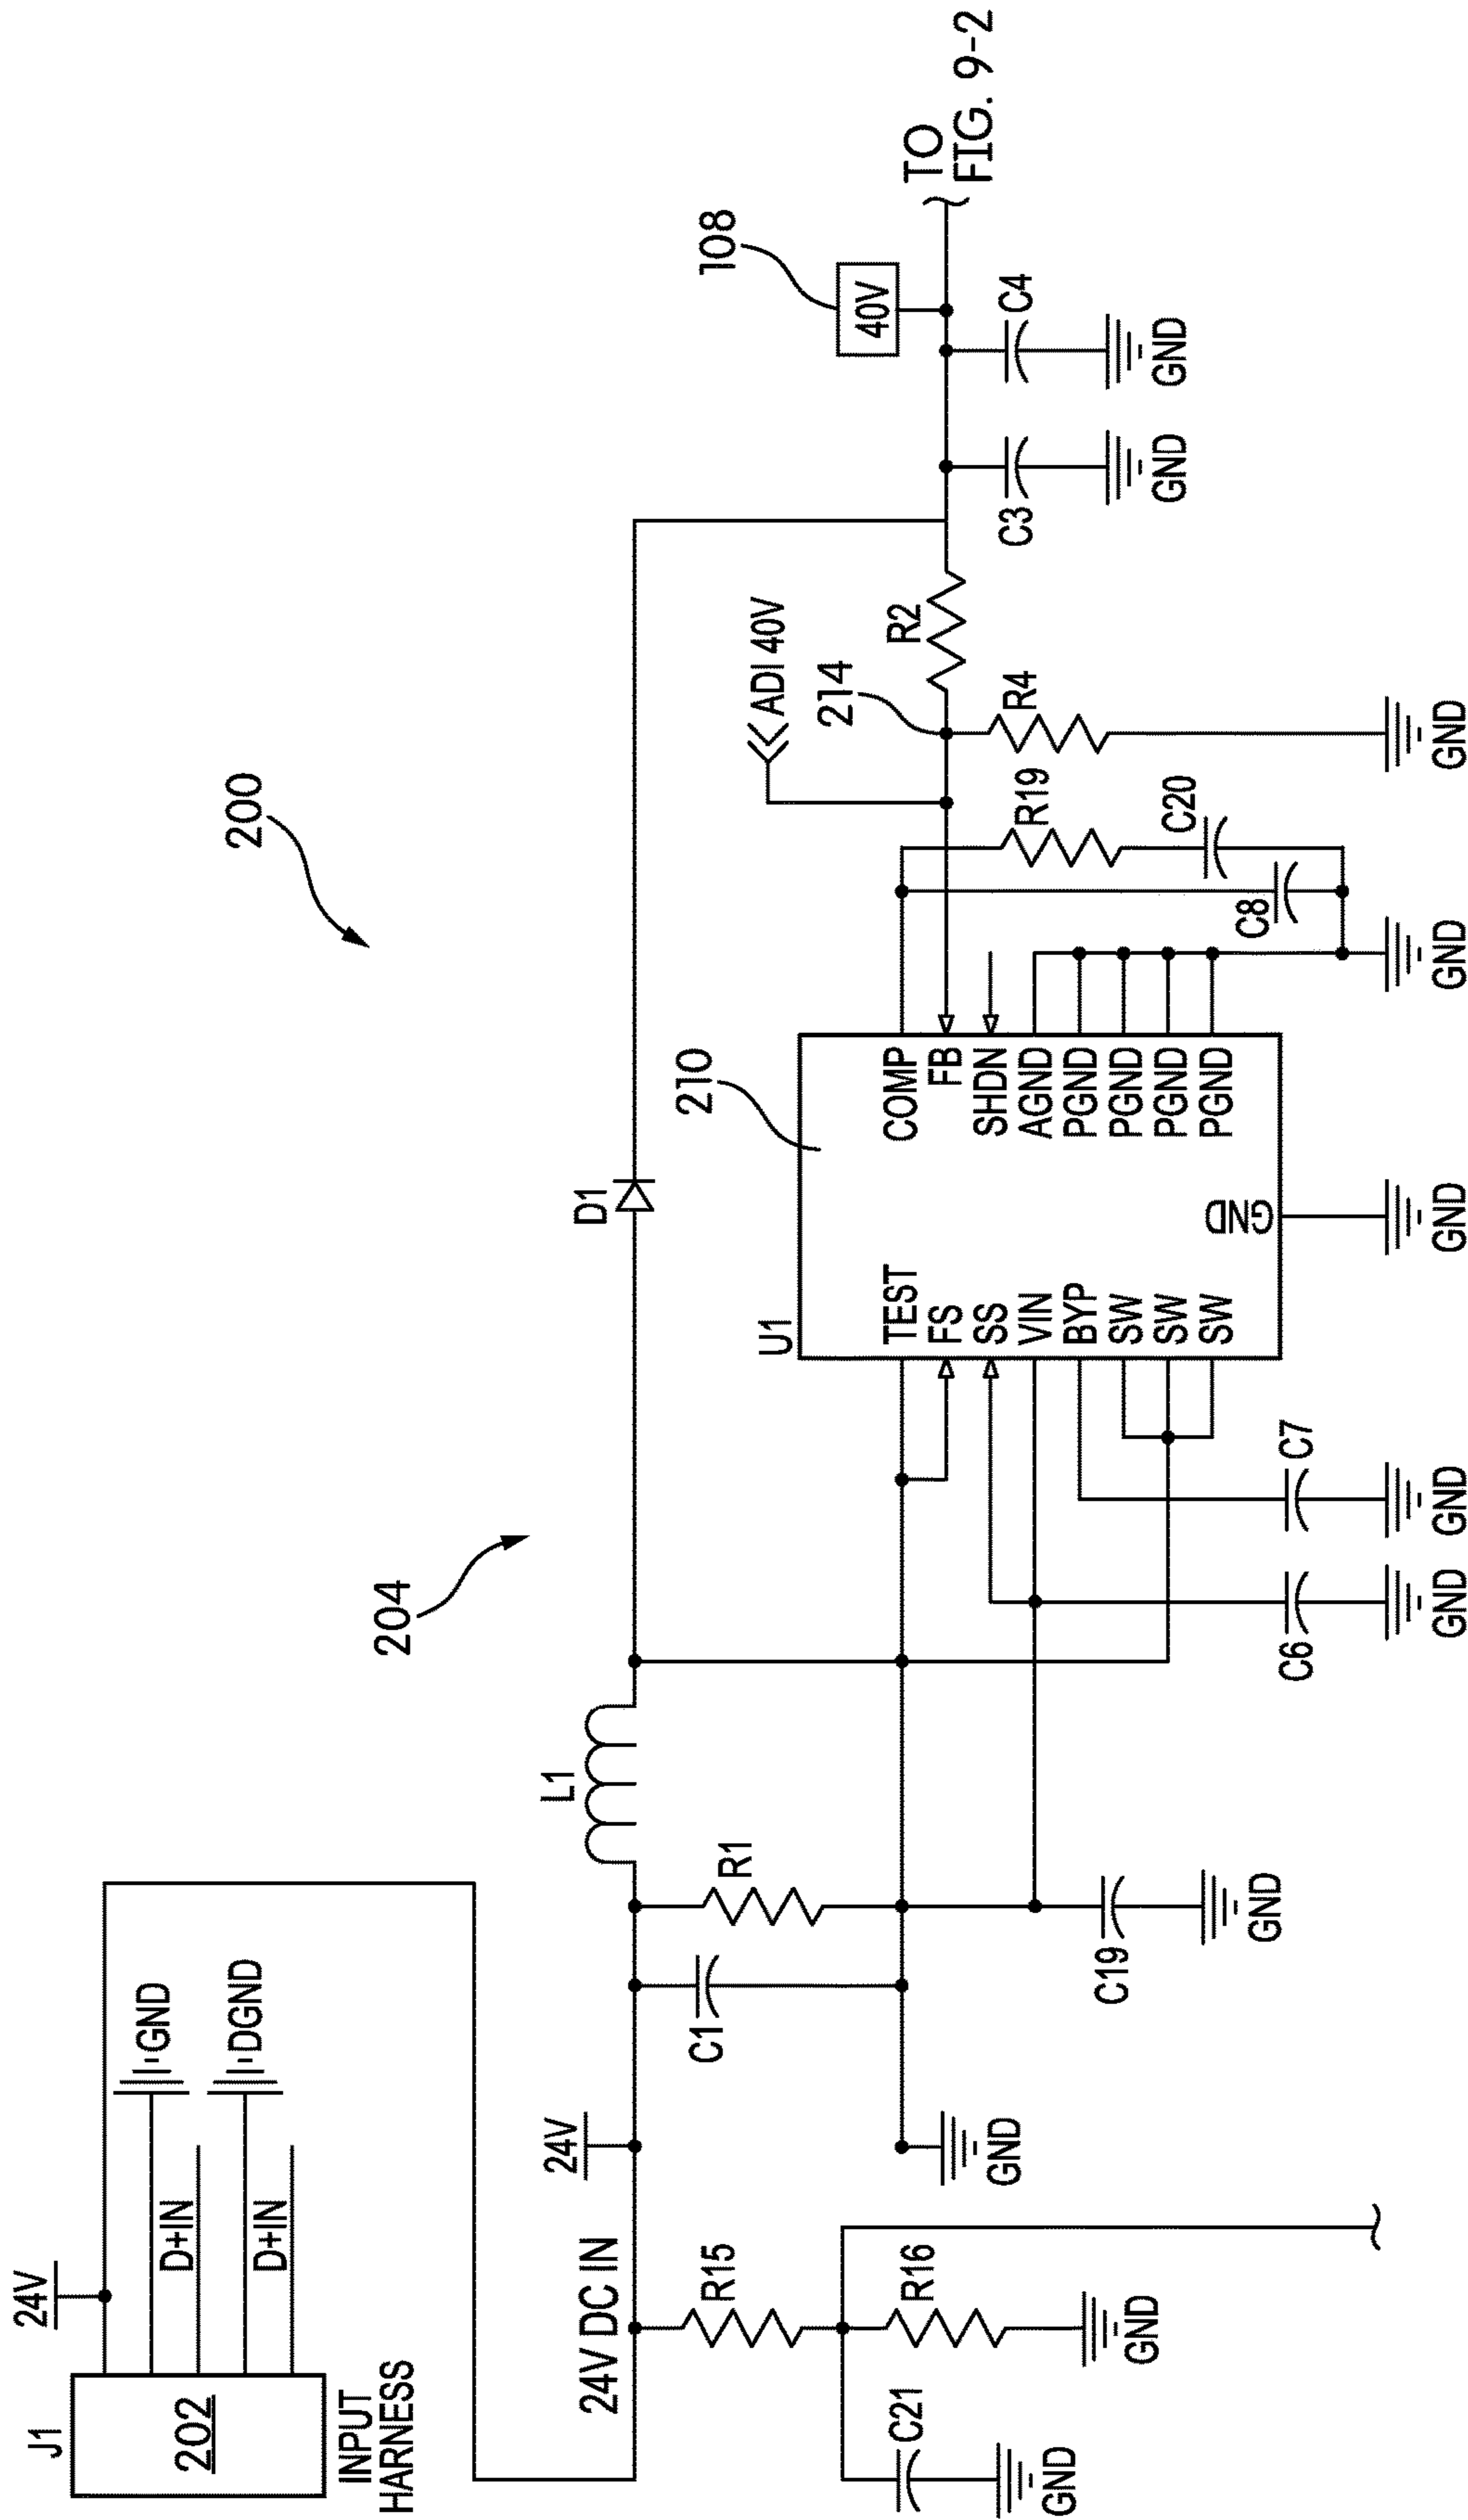 200
204
J1
202
INPUT
HARNESS
24V
GND
D+IN
DGND
D+IN
24V DC IN
24V
L1
D1
C1
R1
R15
R16
GND
C21
GND
GND
C19
GND
U1
210
TEST
FS
SS
VIN
BYP
SW
SW
SW
COMP
FB
SHDN
AGND
PGND
PGND
PGND
PGND
GND
GND
C6
GND
C7
GND
C8
R19
C20
GND
ADI 40V
214
R2
R4
GND
C3
GND
C4
GND
40V
108
TO
FIG. 9-2